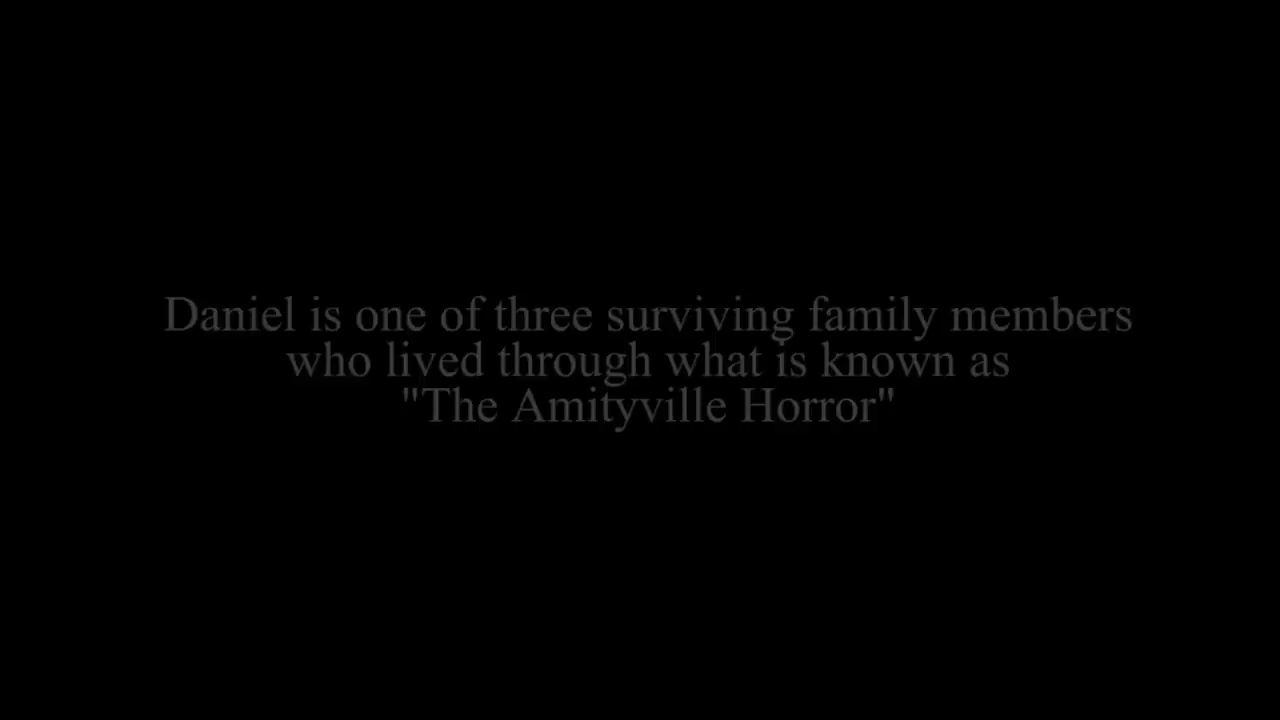 Daniel is one of three surviving family members
who lived through what is known as
"The Amityville Horror"